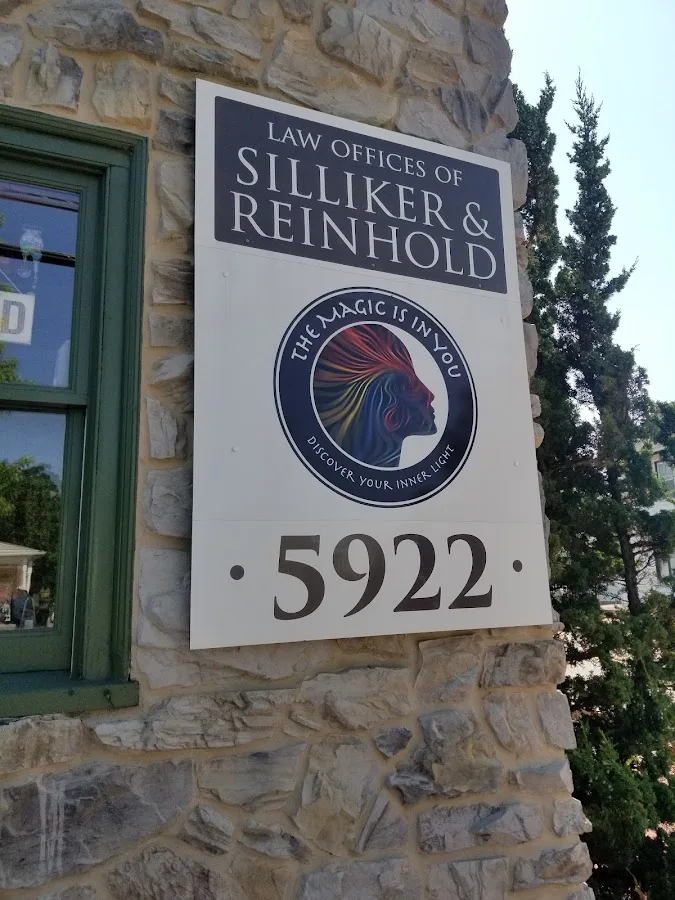 LAW OFFICES OF
SILLIKER &
REINHOLD
THE MAGIC IS IN YOU
DISCOVER YOUR INNER LIGHT
• 5922 •
D